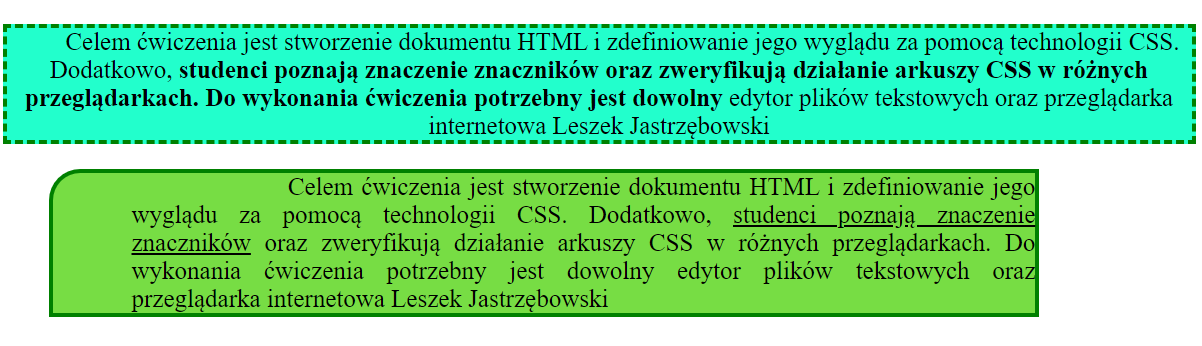 Celem ćwiczenia jest stworzenie dokumentu HTML i zdefiniowanie jego wyglądu za pomocą technologii CSS.
Dodatkowo, studenci poznają znaczenie znaczników oraz zweryfikują działanie arkuszy CSS w różnych
przeglądarkach. Do wykonania ćwiczenia potrzebny jest dowolny edytor plików tekstowych oraz przeglądarka
internetowa Leszek Jastrzębowski
Celem ćwiczenia jest stworzenie dokumentu HTML i zdefiniowanie jego
wyglądu za pomocą technologii CSS. Dodatkowo, studenci poznają znaczenie
znaczników oraz zweryfikują działanie arkuszy CSS w różnych przeglądarkach. Do
wykonania ćwiczenia potrzebny jest dowolny edytor plików tekstowych oraz
przeglądarka internetowa Leszek Jastrzębowski